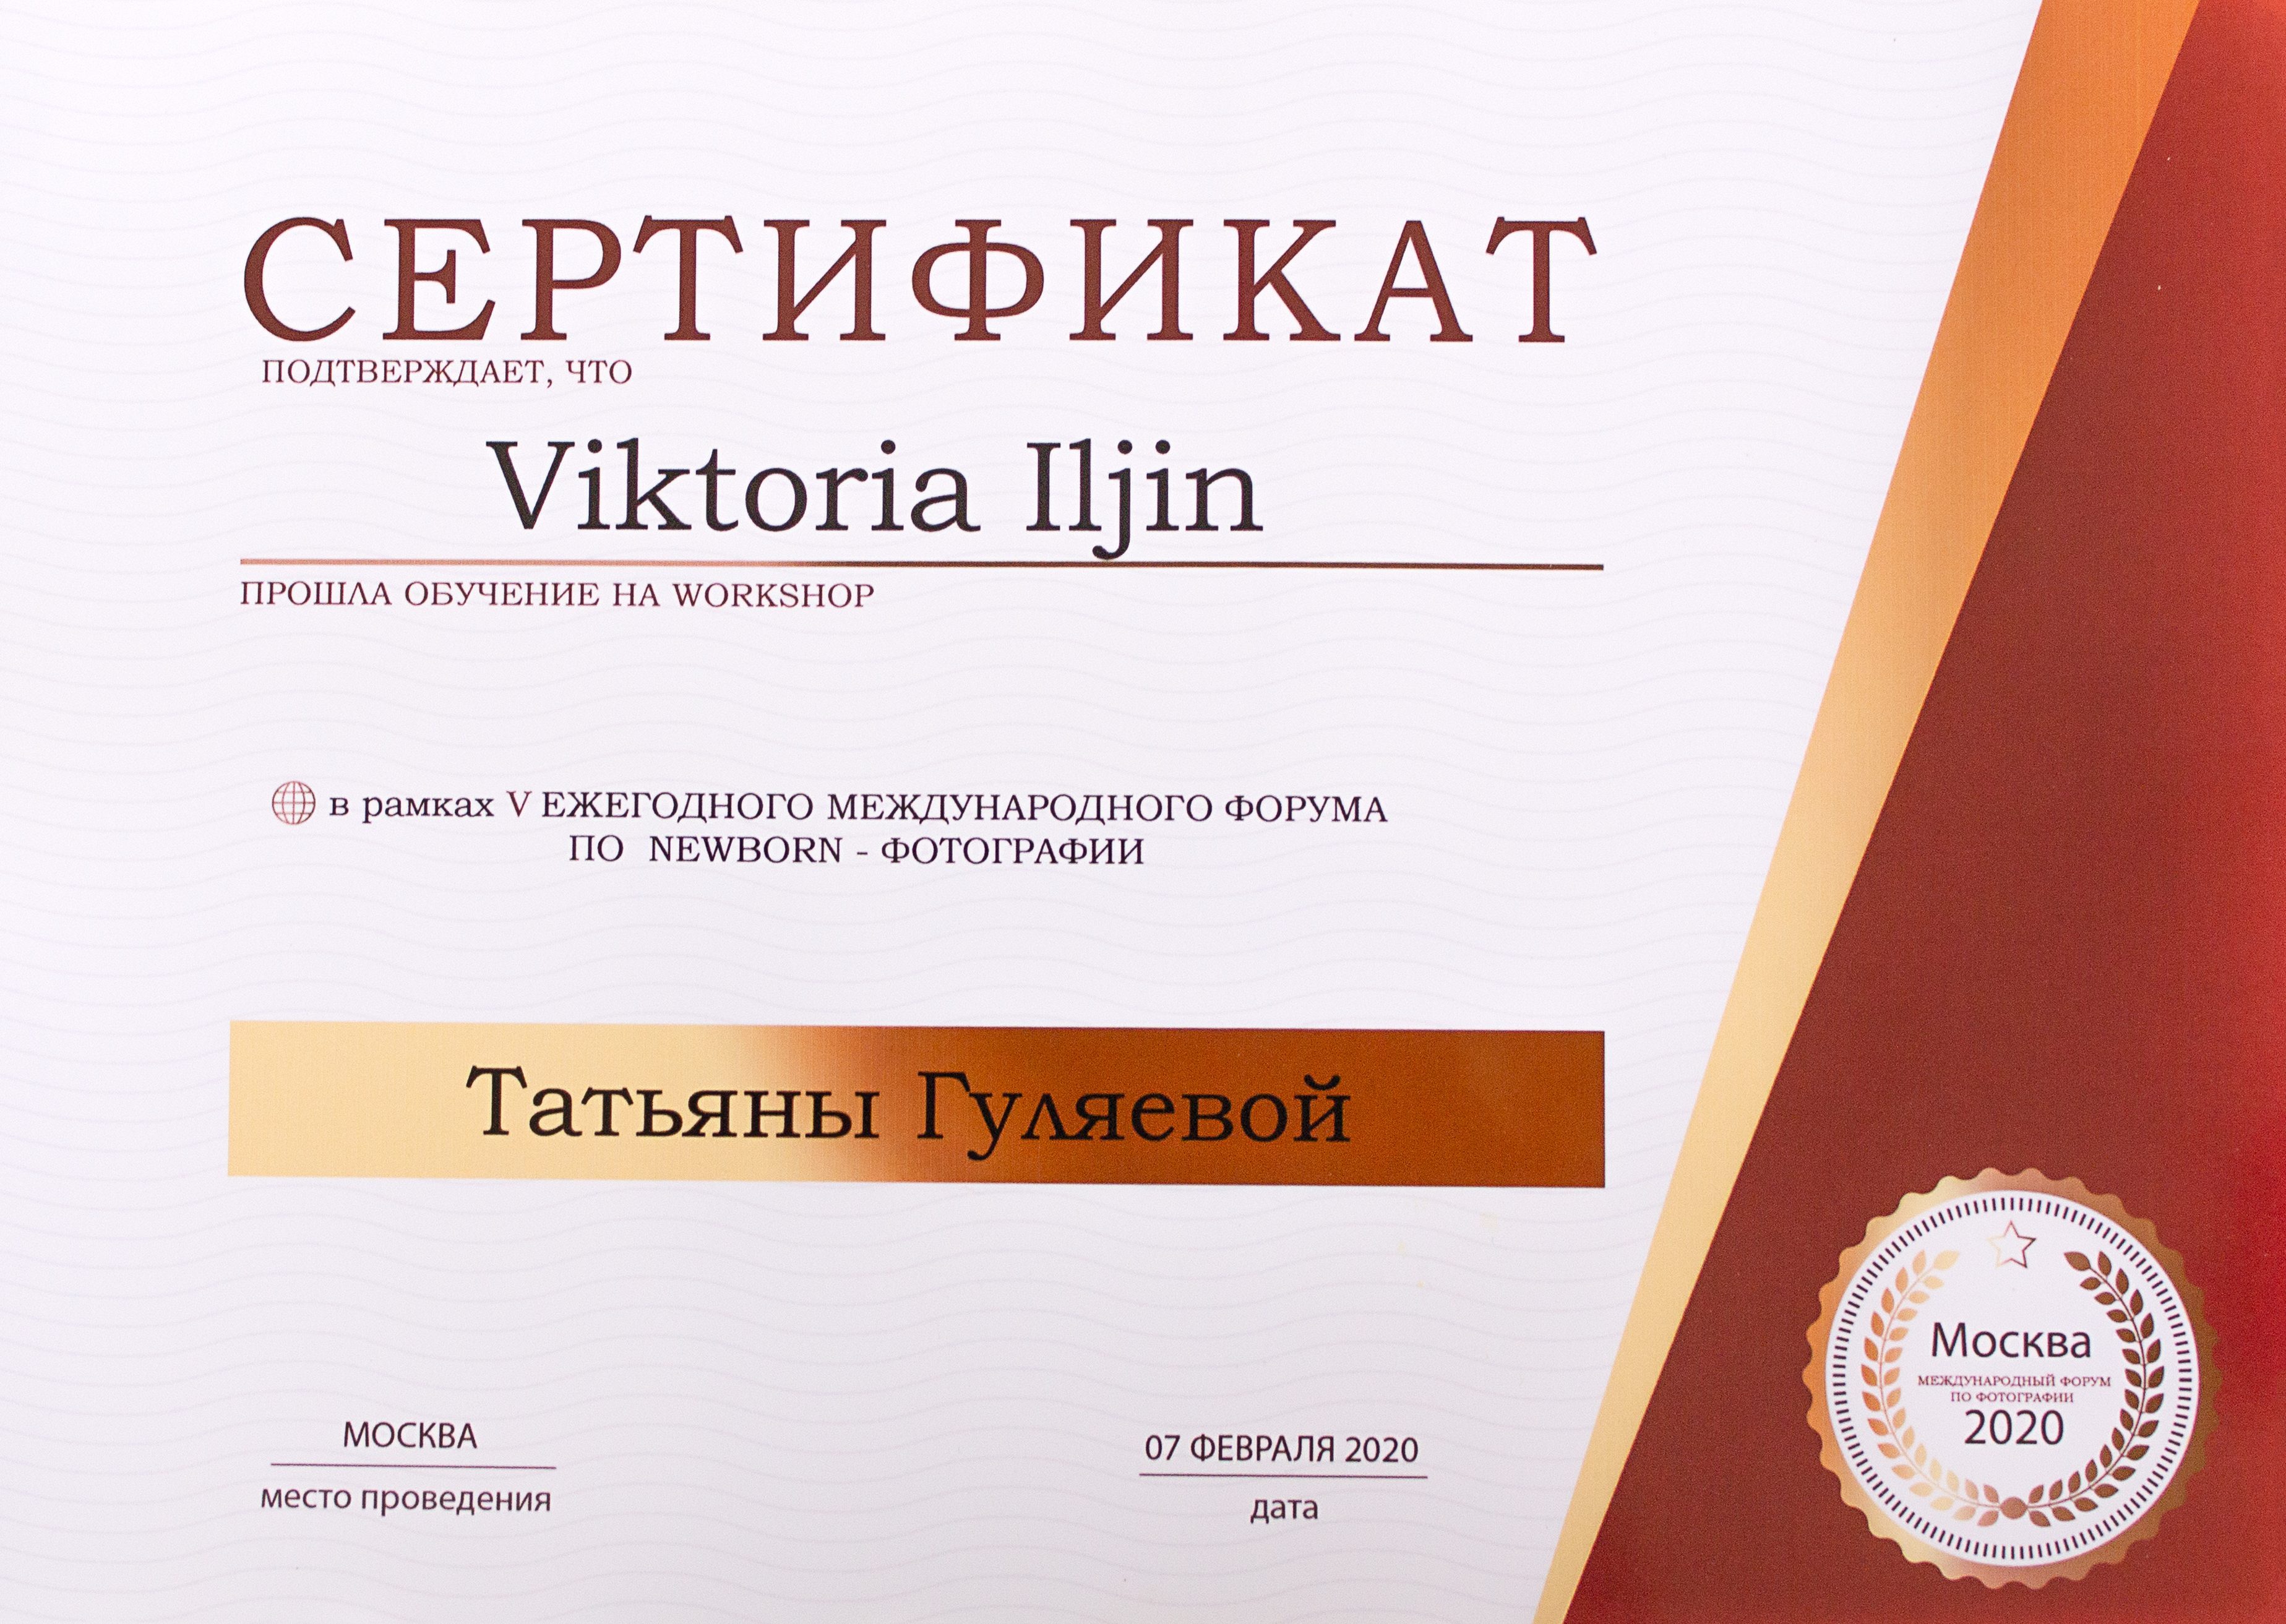 СЕРТИФИКАТ
ПОДТВЕРЖДАЕТ, ЧТО
Viktoria Iljin
ПРОШЛА ОБУЧЕНИЕ НА WORKSHOP
в рамках V ЕЖЕГОДНОГО МЕЖДУНАРОДНОГО ФОРУМА
ПО NEWBORN - ФОТОГРАФИИ
Татьяны Гуляевой
МОСКВА
место проведения
07 ФЕВРАЛЯ 2020
дата
Москва
МЕЖДУНАРОДНЫЙ ФОРУМ
ПО ФОТОГРАФИИ
2020